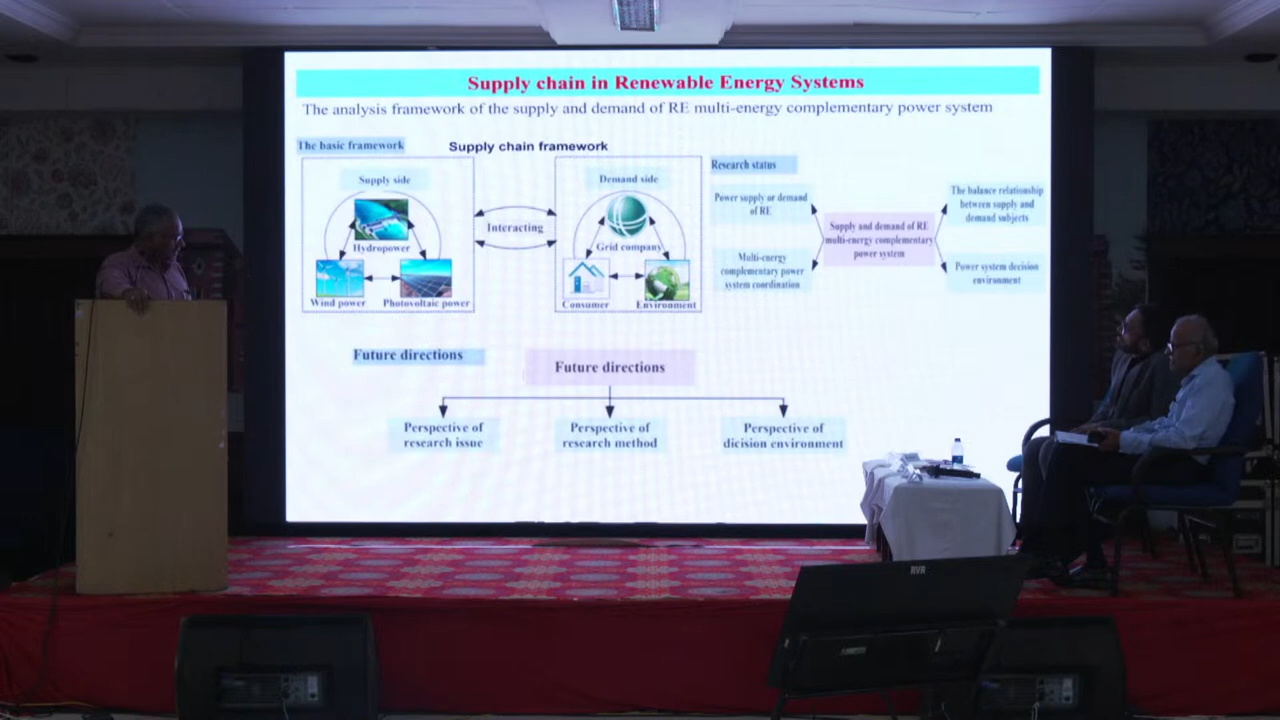 Supply chain in Renewable Energy Systems
The analysis framework of the supply and demand of RE multi-energy complementary power system
The basic framework
Supply chain framework
Supply side
Hydropower
Wind power
Photovoltaic power
Interacting
Demand side
Grid company
Consumer
Environment
Research status
Power supply or demand
of RE
Multi-energy
complementary power
system coordination
Supply and demand of RE
multi-energy complementary
power system
The balance relationship
between supply and
demand subjects
Power system decision
environment
Future directions
Future directions
Perspective of
research issue
Perspective of
research method
Perspective of
dicision environment
RVR